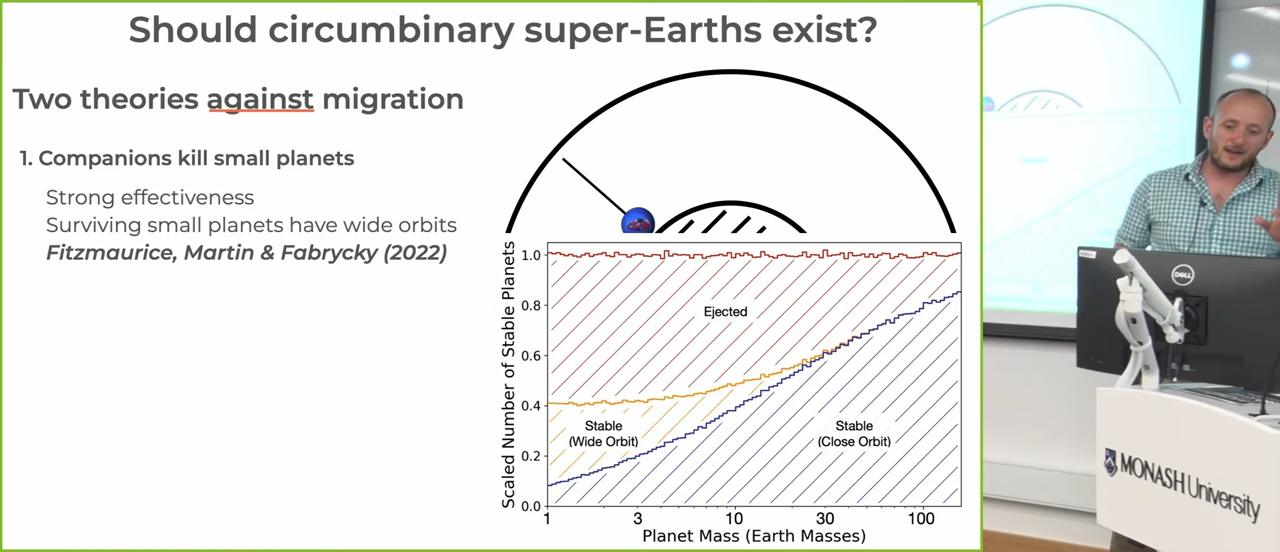 Should circumbinary super-Earths exist?
Two theories against migration
1. Companions kill small planets
Strong effectiveness
Surviving small planets have wide orbits
Fitzmaurice, Martin & Fabrycky (2022)
Scaled Number of Stable Planets
1.0
0.8
0.6
0.4
0.2
0.0
Ejected
Stable
(Wide Orbit)
Stable
(Close Orbit)
1
3
10
30
100
Planet Mass (Earth Masses)
DELL
MONASH University